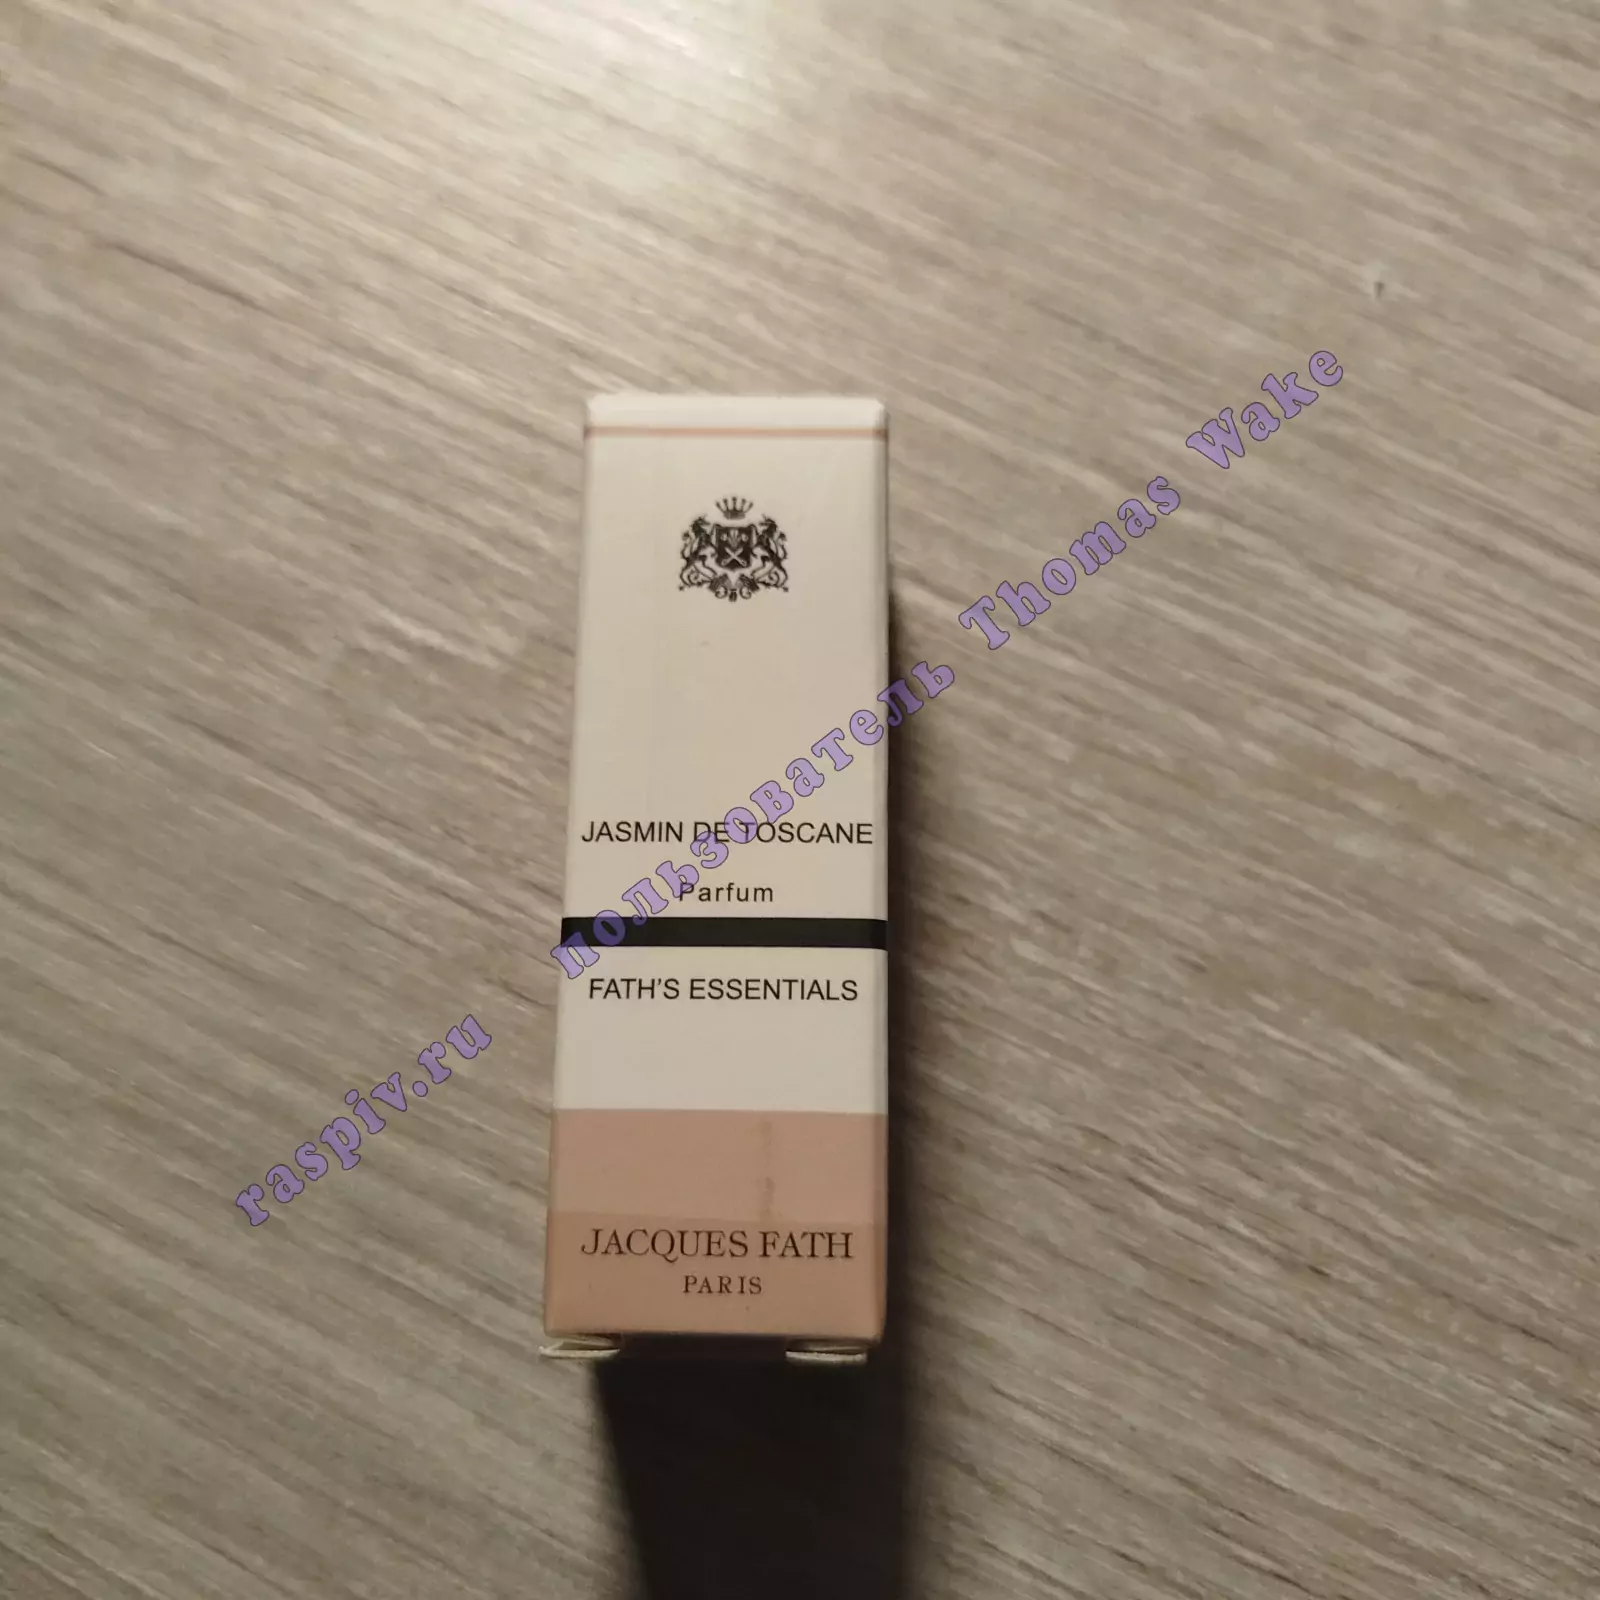 JASMIN DE TOSCANE
Parfum
FATH'S ESSENTIALS
JACQUES FATH
PARIS
raspiv.ru пользователь Thomas Wake